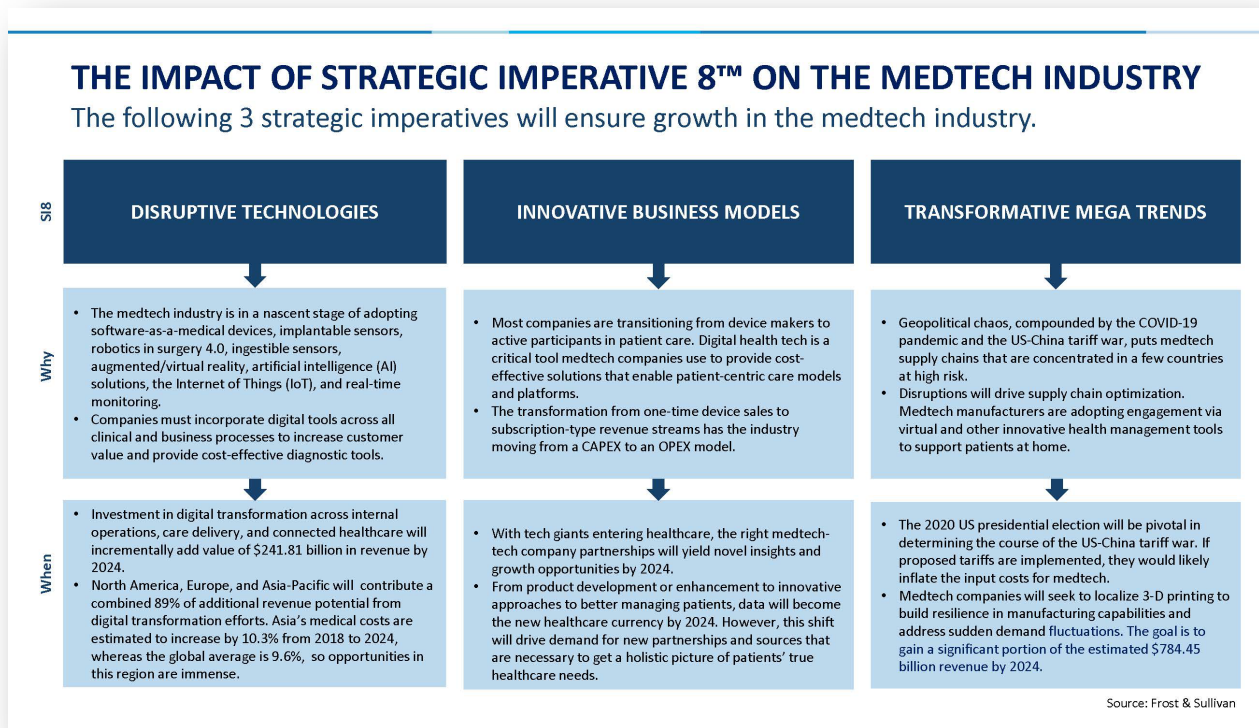 THE IMPACT OF STRATEGIC IMPERATIVE 8™ ON THE MEDTECH INDUSTRY
The following 3 strategic imperatives will ensure growth in the medtech industry.
SI8
DISRUPTIVE TECHNOLOGIES
INNOVATIVE BUSINESS MODELS
TRANSFORMATIVE MEGA TRENDS
Why
• The medtech industry is in a nascent stage of adopting
software-as-a-medical devices, implantable sensors,
robotics in surgery 4.0, ingestible sensors,
augmented/virtual reality, artificial intelligence (AI)
solutions, the Internet of Things (IoT), and real-time
monitoring.
• Companies must incorporate digital tools across all
clinical and business processes to increase customer
value and provide cost-effective diagnostic tools.
• Most companies are transitioning from device makers to
active participants in patient care. Digital health tech is a
critical tool medtech companies use to provide cost-
effective solutions that enable patient-centric care models
and platforms.
• The transformation from one-time device sales to
subscription-type revenue streams has the industry
moving from a CAPEX to an OPEX model.
• Geopolitical chaos, compounded by the COVID-19
pandemic and the US-China tariff war, puts medtech
supply chains that are concentrated in a few countries
at high risk.
• Disruptions will drive supply chain optimization.
Medtech manufacturers are adopting engagement via
virtual and other innovative health management tools
to support patients at home.
When
• Investment in digital transformation across internal
operations, care delivery, and connected healthcare will
incrementally add value of $241.81 billion in revenue by
2024.
• North America, Europe, and Asia-Pacific will contribute a
combined 89% of additional revenue potential from
digital transformation efforts. Asia's medical costs are
estimated to increase by 10.3% from 2018 to 2024,
whereas the global average is 9.6%, so opportunities in
this region are immense.
• With tech giants entering healthcare, the right medtech-
tech company partnerships will yield novel insights and
growth opportunities by 2024.
• From product development or enhancement to innovative
approaches to better managing patients, data will become
the new healthcare currency by 2024. However, this shift
will drive demand for new partnerships and sources that
are necessary to get a holistic picture of patients' true
healthcare needs.
• The 2020 US presidential election will be pivotal in
determining the course of the US-China tariff war. If
proposed tariffs are implemented, they would likely
inflate the input costs for medtech.
• Medtech companies will seek to localize 3-D printing to
build resilience in manufacturing capabilities and
address sudden demand fluctuations. The goal is to
gain a significant portion of the estimated $784.45
billion revenue by 2024.
Source: Frost & Sullivan